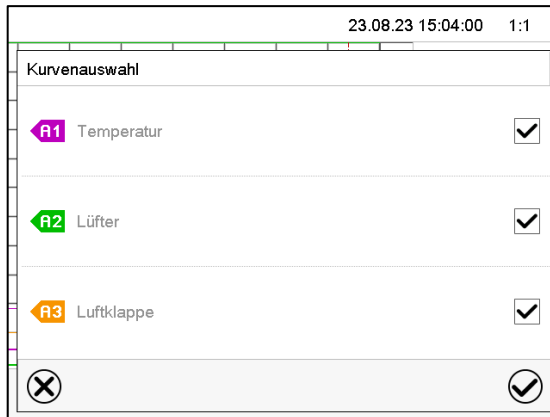 23.08.23 15:04:00 1:1
Kurvenauswahl
A1 Temperatur
A2 Lüfter
A3 Luftklappe